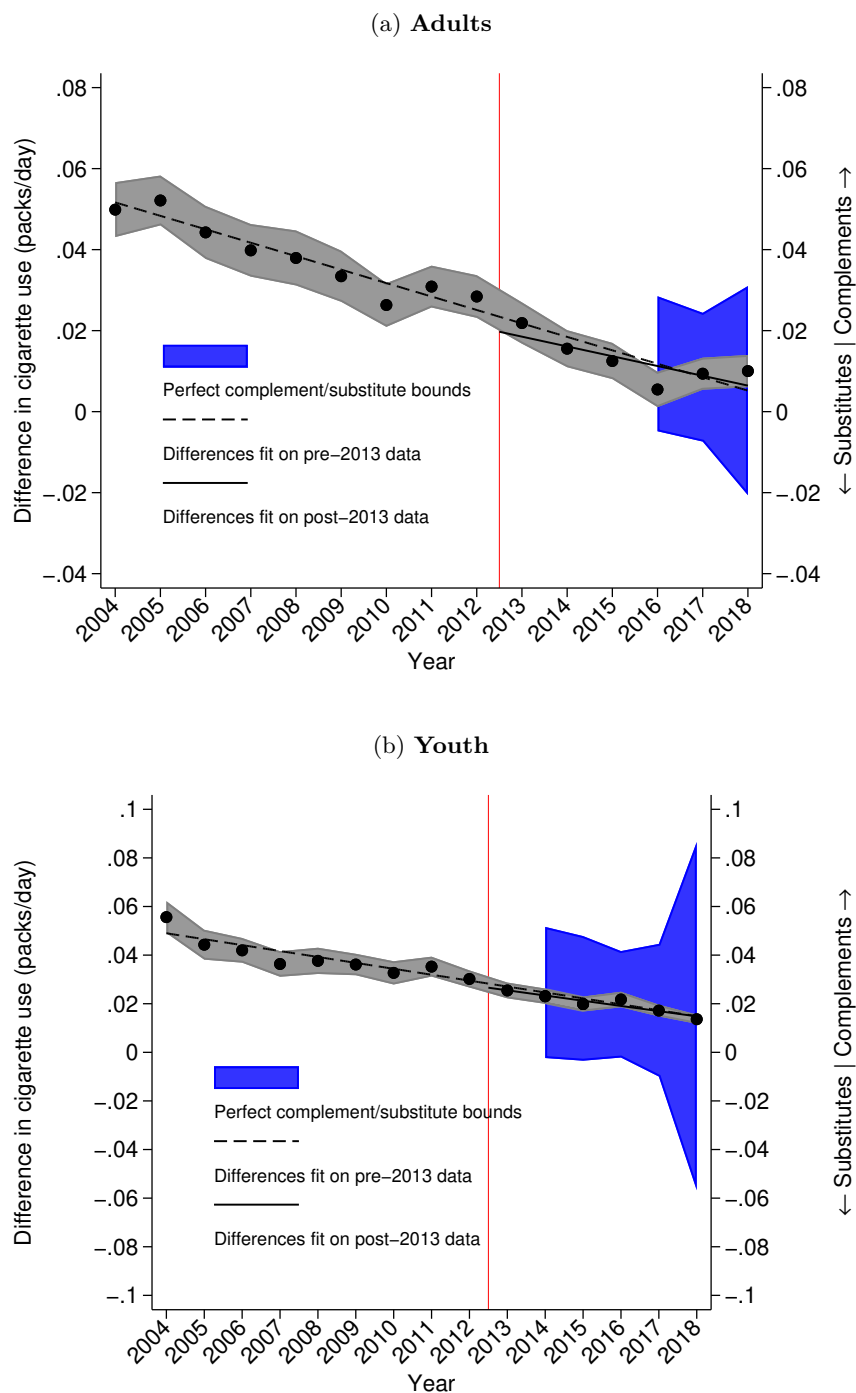 (a) Adults
Difference in cigarette use (packs/day)
.08
.06
.04
.02
0
−.02
−.04
.08
.06
.04
.02
0
−.02
−.04
← Substitutes | Complements →
Perfect complement/substitute bounds
Differences fit on pre−2013 data
Differences fit on post−2013 data
2004 2005 2006 2007 2008 2009 2010 2011 2012 2013 2014 2015 2016 2017 2018
Year
(b) Youth
Difference in cigarette use (packs/day)
.1
.08
.06
.04
.02
0
−.02
−.04
−.06
−.08
−.1
.1
.08
.06
.04
.02
0
−.02
−.04
−.06
−.08
−.1
← Substitutes | Complements →
Perfect complement/substitute bounds
Differences fit on pre−2013 data
Differences fit on post−2013 data
2004 2005 2006 2007 2008 2009 2010 2011 2012 2013 2014 2015 2016 2017 2018
Year